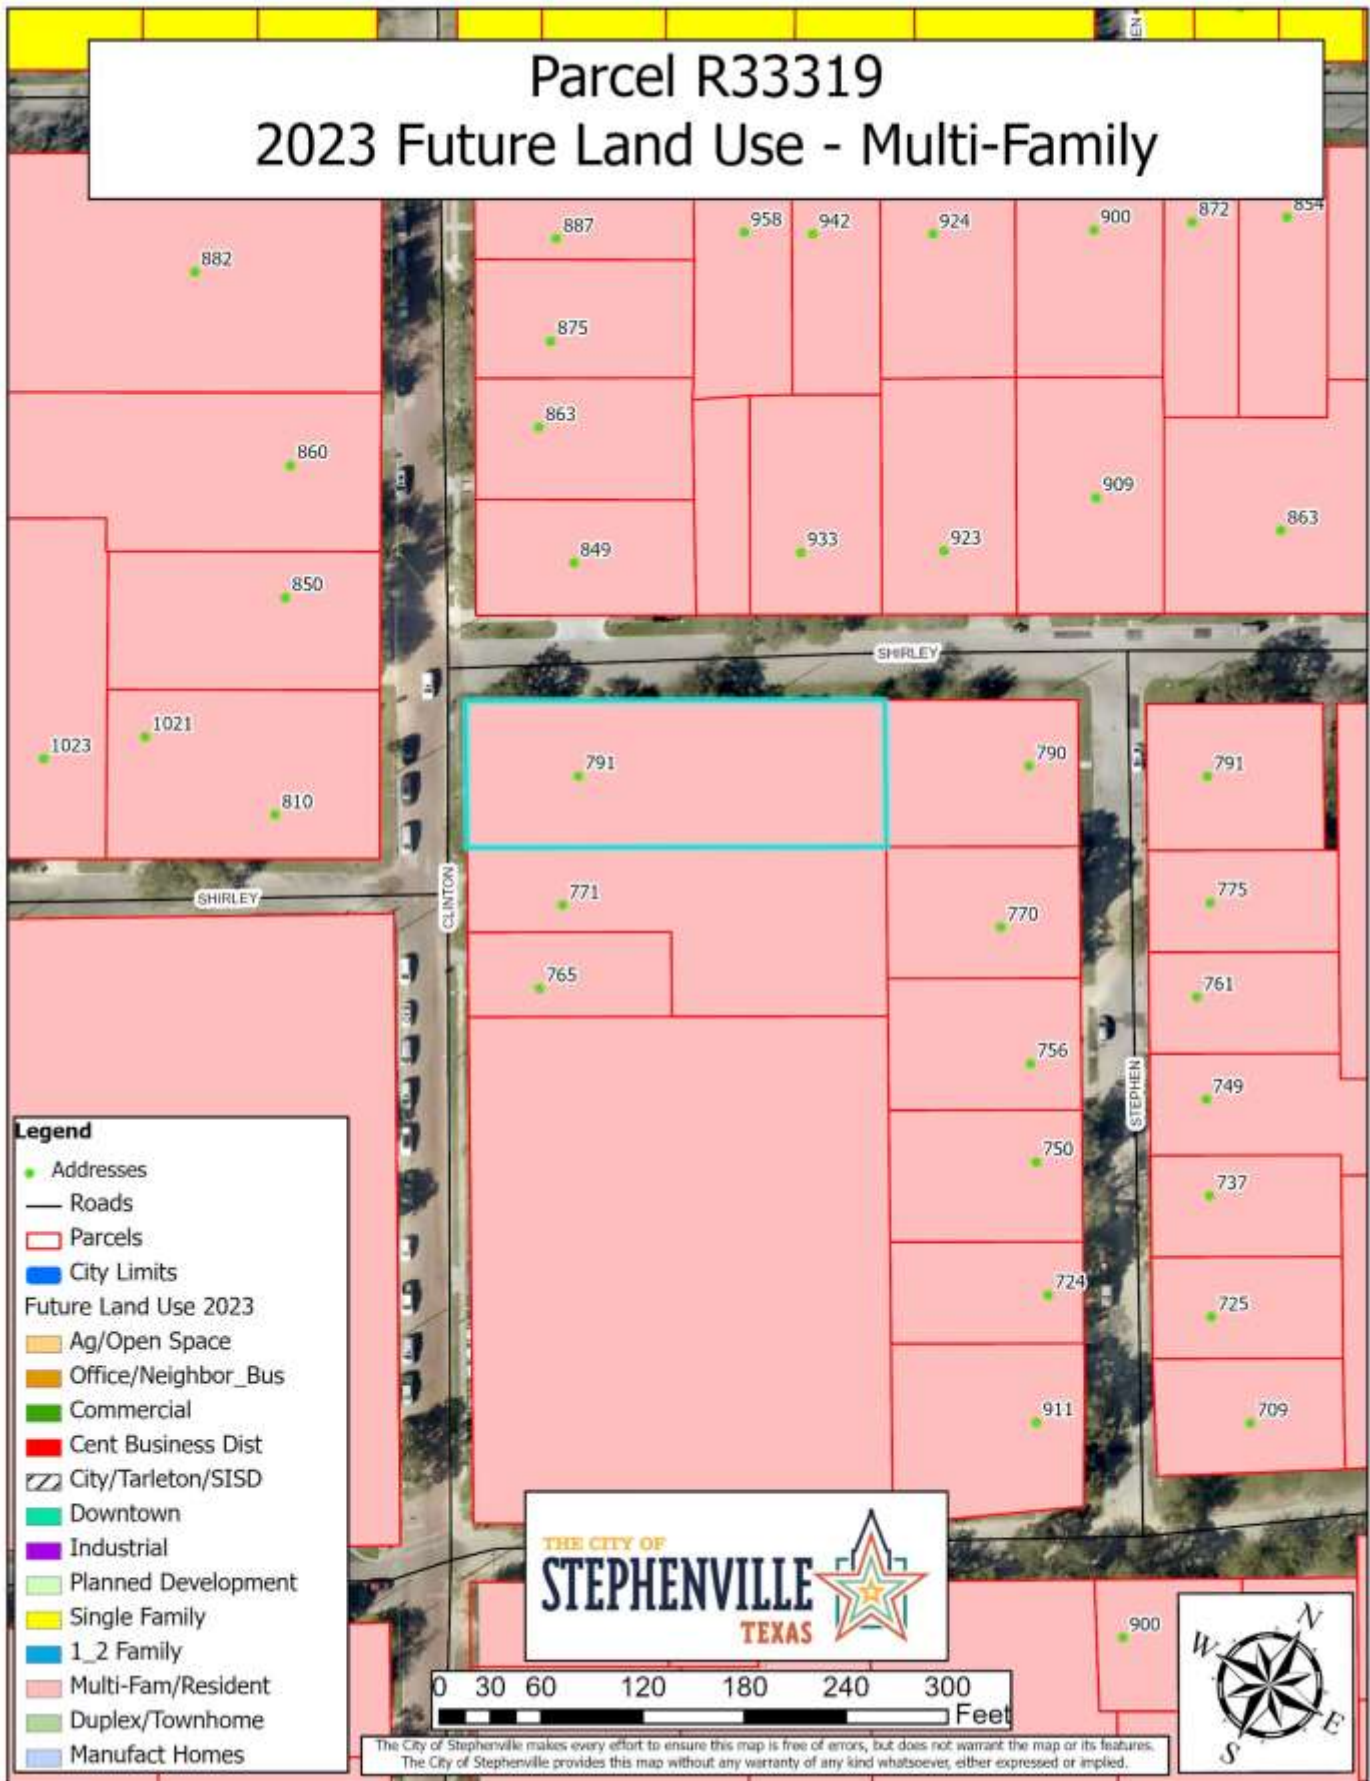 EN
Parcel R33319
2023 Future Land Use - Multi-Family
887
958
942
924
900
872
854
882
875
863
860
909
863
849
933
923
850
SHIRLEY
1021
1023
791
790
791
810
SHIRLEY
CLINTON
771
770
775
765
761
756
749
STEPHEN
750
737
724
725
911
709
Legend
Addresses
Roads
Parcels
City Limits
Future Land Use 2023
Ag/Open Space
Office/Neighbor_Bus
Commercial
Cent Business Dist
City/Tarleton/SISD
Downtown
Industrial
Planned Development
Single Family
1_2 Family
Multi-Fam/Resident
Duplex/Townhome
Manufact Homes
THE CITY OF
STEPHENVILLE
TEXAS
900
N
W
E
S
0 30 60 120 180 240 300
Feet
The City of Stephenville makes every effort to ensure this map is free of errors, but does not warrant the map or its features.
The City of Stephenville provides this map without any warranty of any kind whatsoever, either expressed or implied.